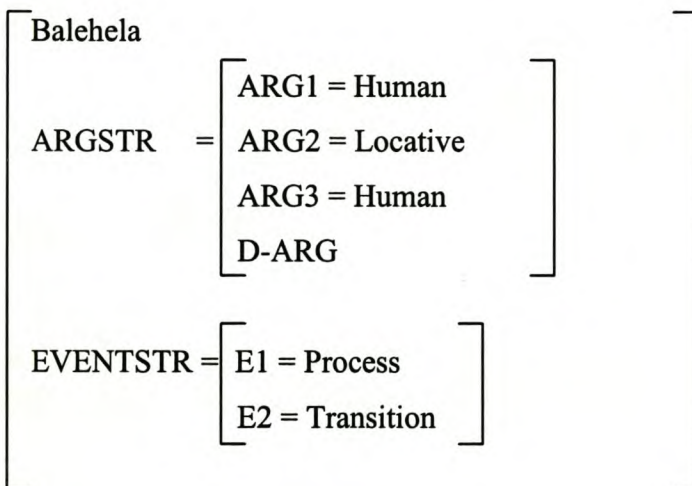 Balehela
ARG1 = Human
ARGSTR = ARG2 = Locative
ARG3 = Human
D-ARG
EVENTSTR = E1 = Process
E2 = Transition